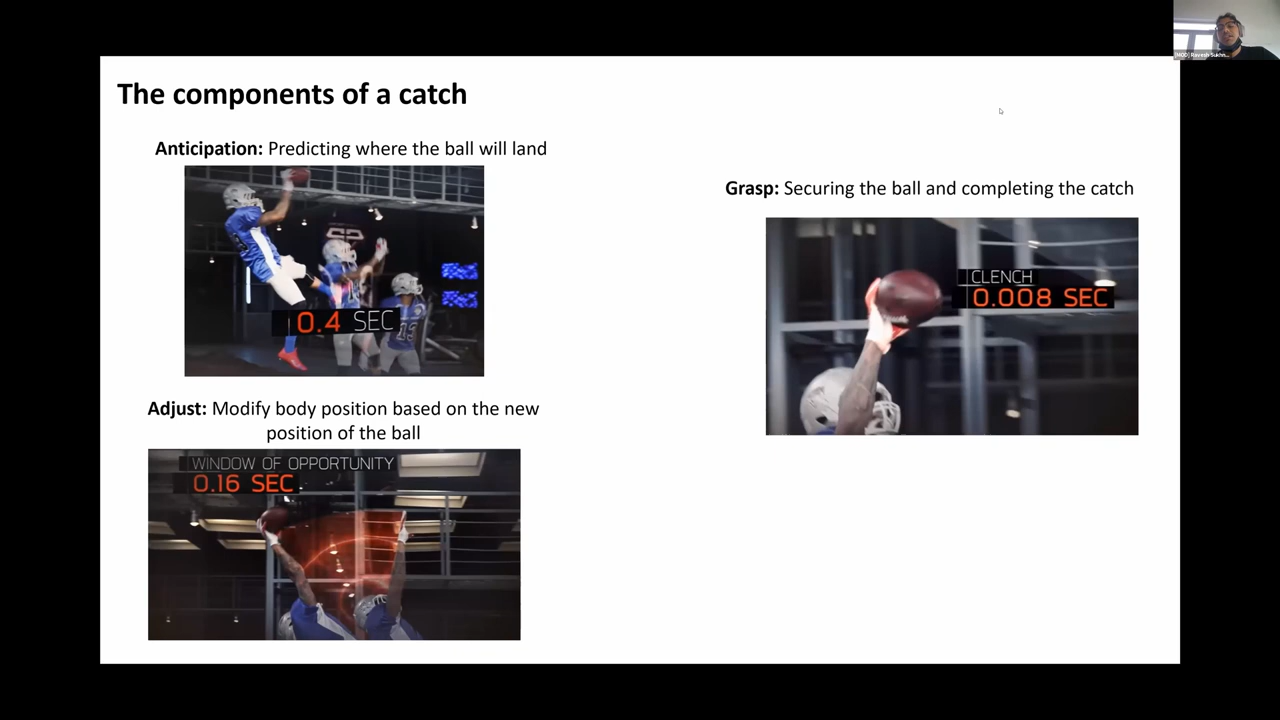 The components of a catch
Anticipation: Predicting where the ball will land
0.4 SEC
Adjust: Modify body position based on the new
position of the ball
WINDOW OF OPPORTUNITY
0.16 SEC
Grasp: Securing the ball and completing the catch
CLENCH
0.008 SEC